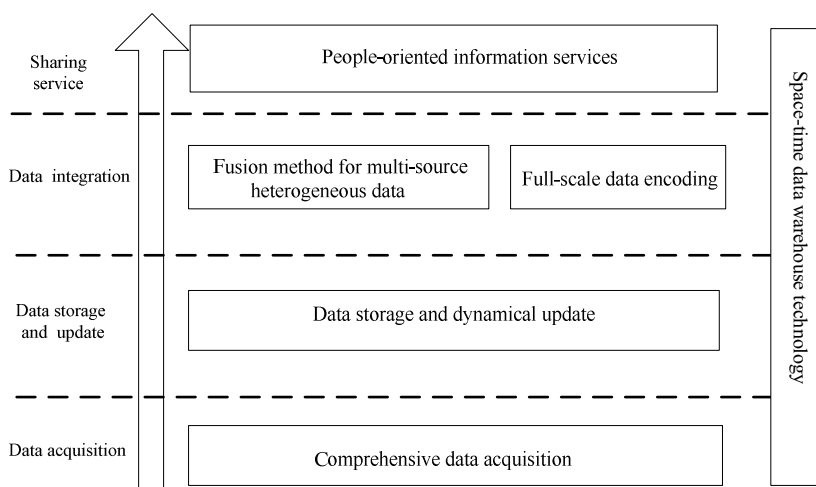 Sharing
service
People-oriented information services
Data integration
Fusion method for multi-source
heterogeneous data
Full-scale data encoding
Data storage
and update
Data storage and dynamical update
Data acquisition
Comprehensive data acquisition
Space-time data warehouse technology